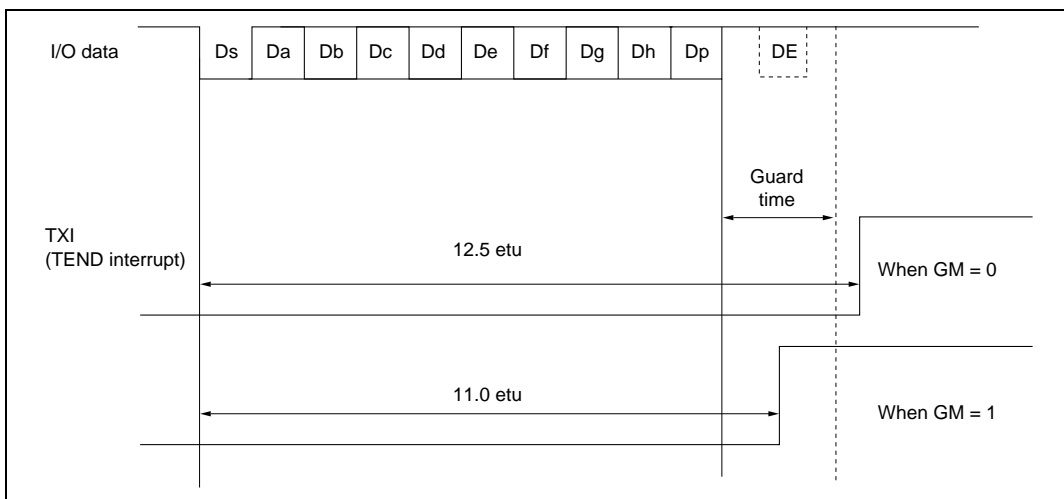 I/O data
Ds Da Db Dc Dd De Df Dg Dh Dp DE
Guard
time
TXI
(TEND interrupt)
12.5 etu
When GM = 0
11.0 etu
When GM = 1